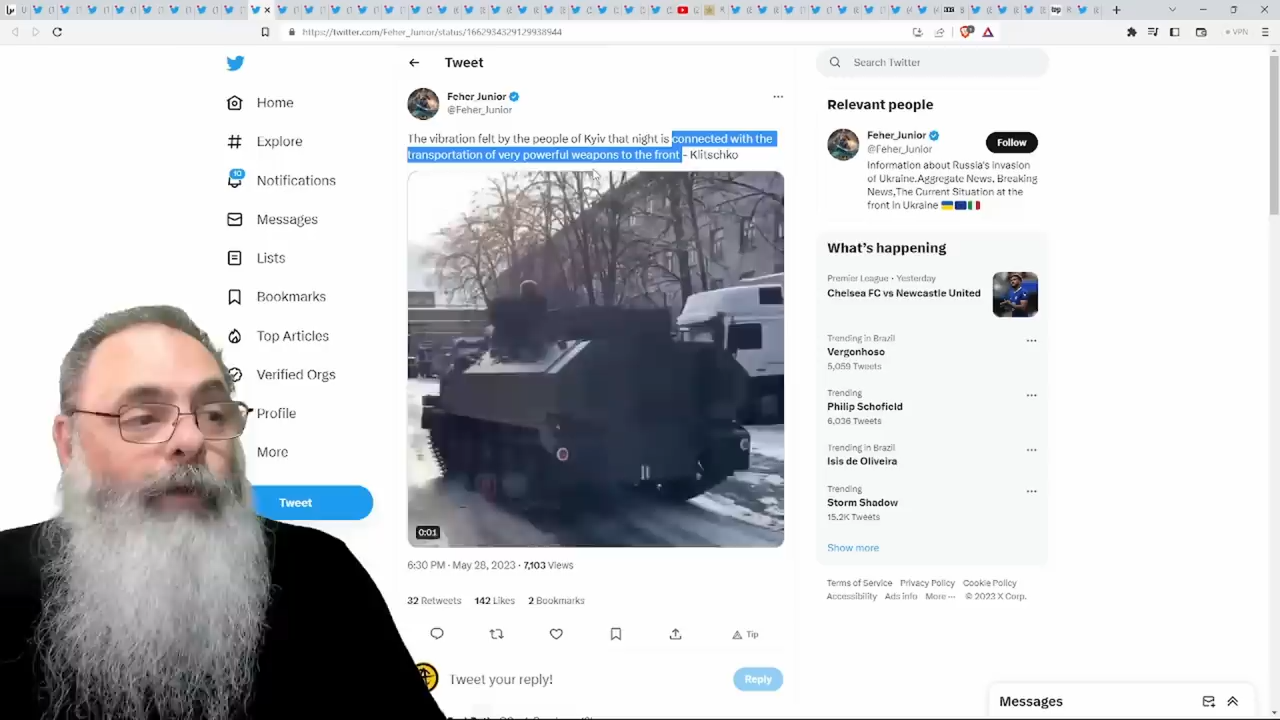 https://twitter.com/Feher_Junior/status/1662934329129938944
VPN
Home
Explore
10
Notifications
Messages
Lists
Bookmarks
Top Articles
Verified Orgs
Profile
More
Tweet
Tweet
Feher_Junior
@Feher_Junior
The vibration felt by the people of Kyiv that night is connected with the
transportation of very powerful weapons to the front - Klitschko
0:01
6:30 PM · May 28, 2023 · 7,103 Views
32 Retweets 142 Likes 2 Bookmarks
Tip
Tweet your reply!
Reply
Search Twitter
Relevant people
Feher_Junior
@Feher_Junior
Follow
Information about Russia's invasion
of Ukraine.Aggregate News, Breaking
News,The Current Situation at the
front in Ukraine
What's happening
Premier League · Yesterday
Chelsea FC vs Newcastle United
Trending in Brazil
Vergonhoso
5,059 Tweets
Trending
Philip Schofield
6,036 Tweets
Trending in Brazil
Isis de Oliveira
Trending
Storm Shadow
15.2K Tweets
Show more
Terms of Service Privacy Policy Cookie Policy
Accessibility Ads info More ··· © 2023 X Corp.
Messages